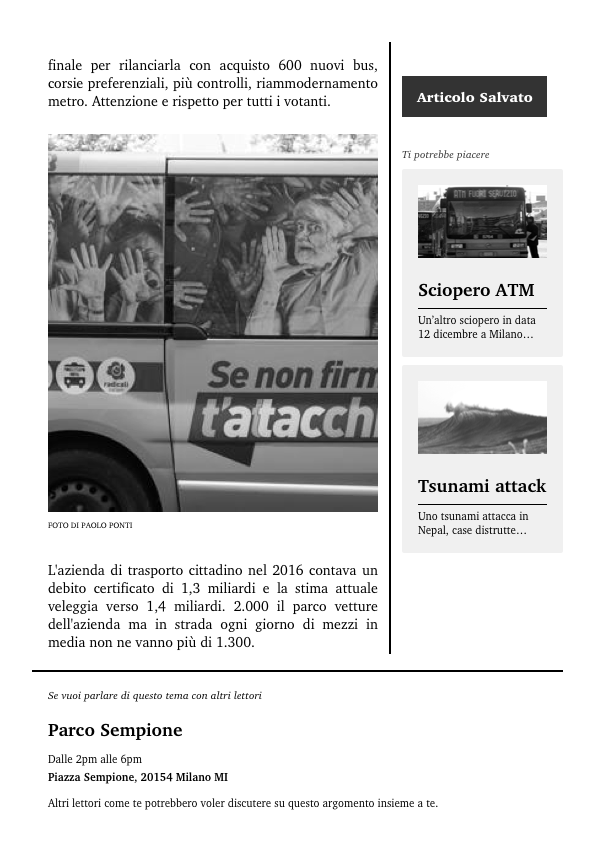 finale per rilanciarla con acquisto 600 nuovi bus,
corsie preferenziali, più controlli, riammodernamento
metro. Attenzione e rispetto per tutti i votanti.
radicali
Se non firm
t'atacchi
FOTO DI PAOLO PONTI
L'azienda di trasporto cittadino nel 2016 contava un
debito certificato di 1,3 miliardi e la stima attuale
veleggia verso 1,4 miliardi. 2.000 il parco vetture
dell'azienda ma in strada ogni giorno di mezzi in
media non ne vanno più di 1.300.
Articolo Salvato
Ti potrebbe piacere
ATM FUORI SERVIZIO
Sciopero ATM
Un'altro sciopero in data
12 dicembre a Milano…
Tsunami attack
Uno tsunami attacca in
Nepal, case distrutte…
Se vuoi parlare di questo tema con altri lettori
Parco Sempione
Dalle 2pm alle 6pm
Piazza Sempione, 20154 Milano MI
Altri lettori come te potrebbero voler discutere su questo argomento insieme a te.